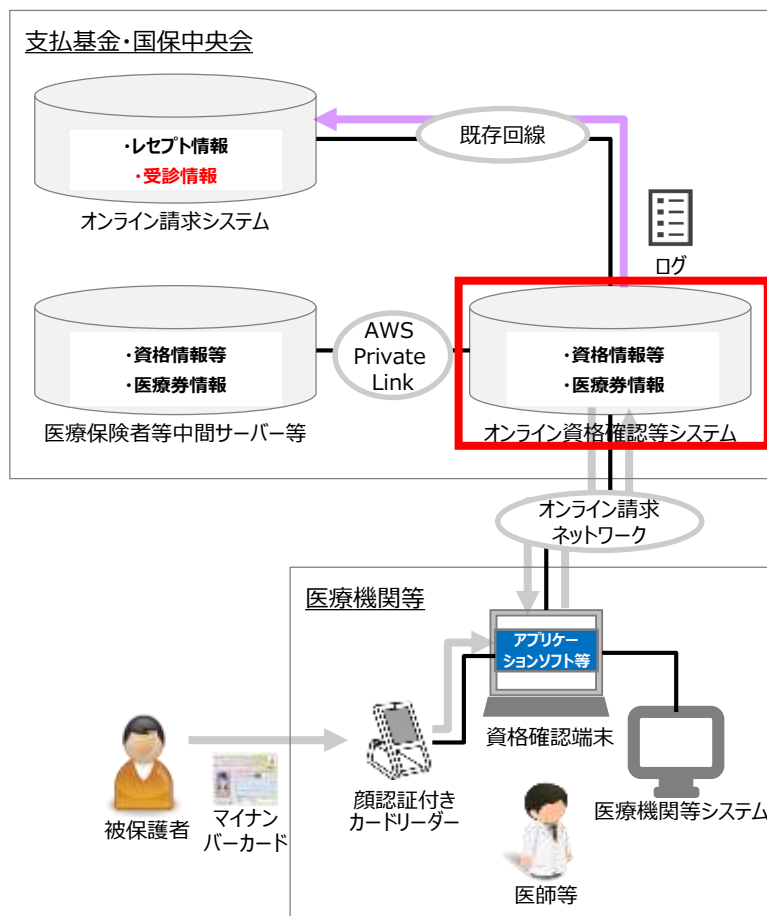 支払基金・国保中央会
・レセプト情報
・受診情報
オンライン請求システム
既存回線
ログ
・資格情報等
・医療券情報
医療保険者等中間サーバー等
AWS
Private
Link
・資格情報等
・医療券情報
オンライン資格確認等システム
オンライン請求
ネットワーク
医療機関等
アプリケー
ションソフト等
資格確認端末
被保護者
マイナン
バーカード
顔認証付き
カードリーダー
医療機関等システム
医師等